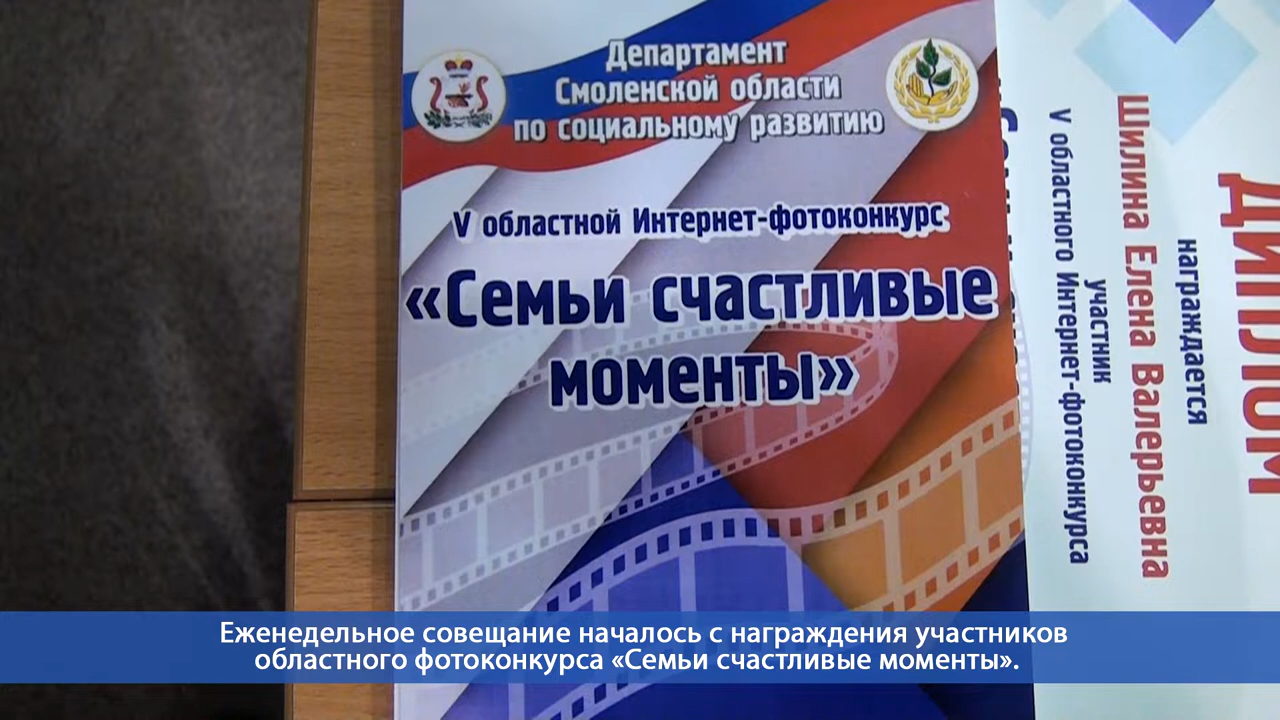 Департамент
Смоленской области
по социальному развитию
V областной Интернет-фотоконкурс
«Семьи счастливые
моменты»
ДИПЛОМ
награждается
Шилина Елена Валерьевна
участник
V областного Интернет-фотоконкурса
Еженедельное совещание началось с награждения участников
областного фотоконкурса «Семьи счастливые моменты».